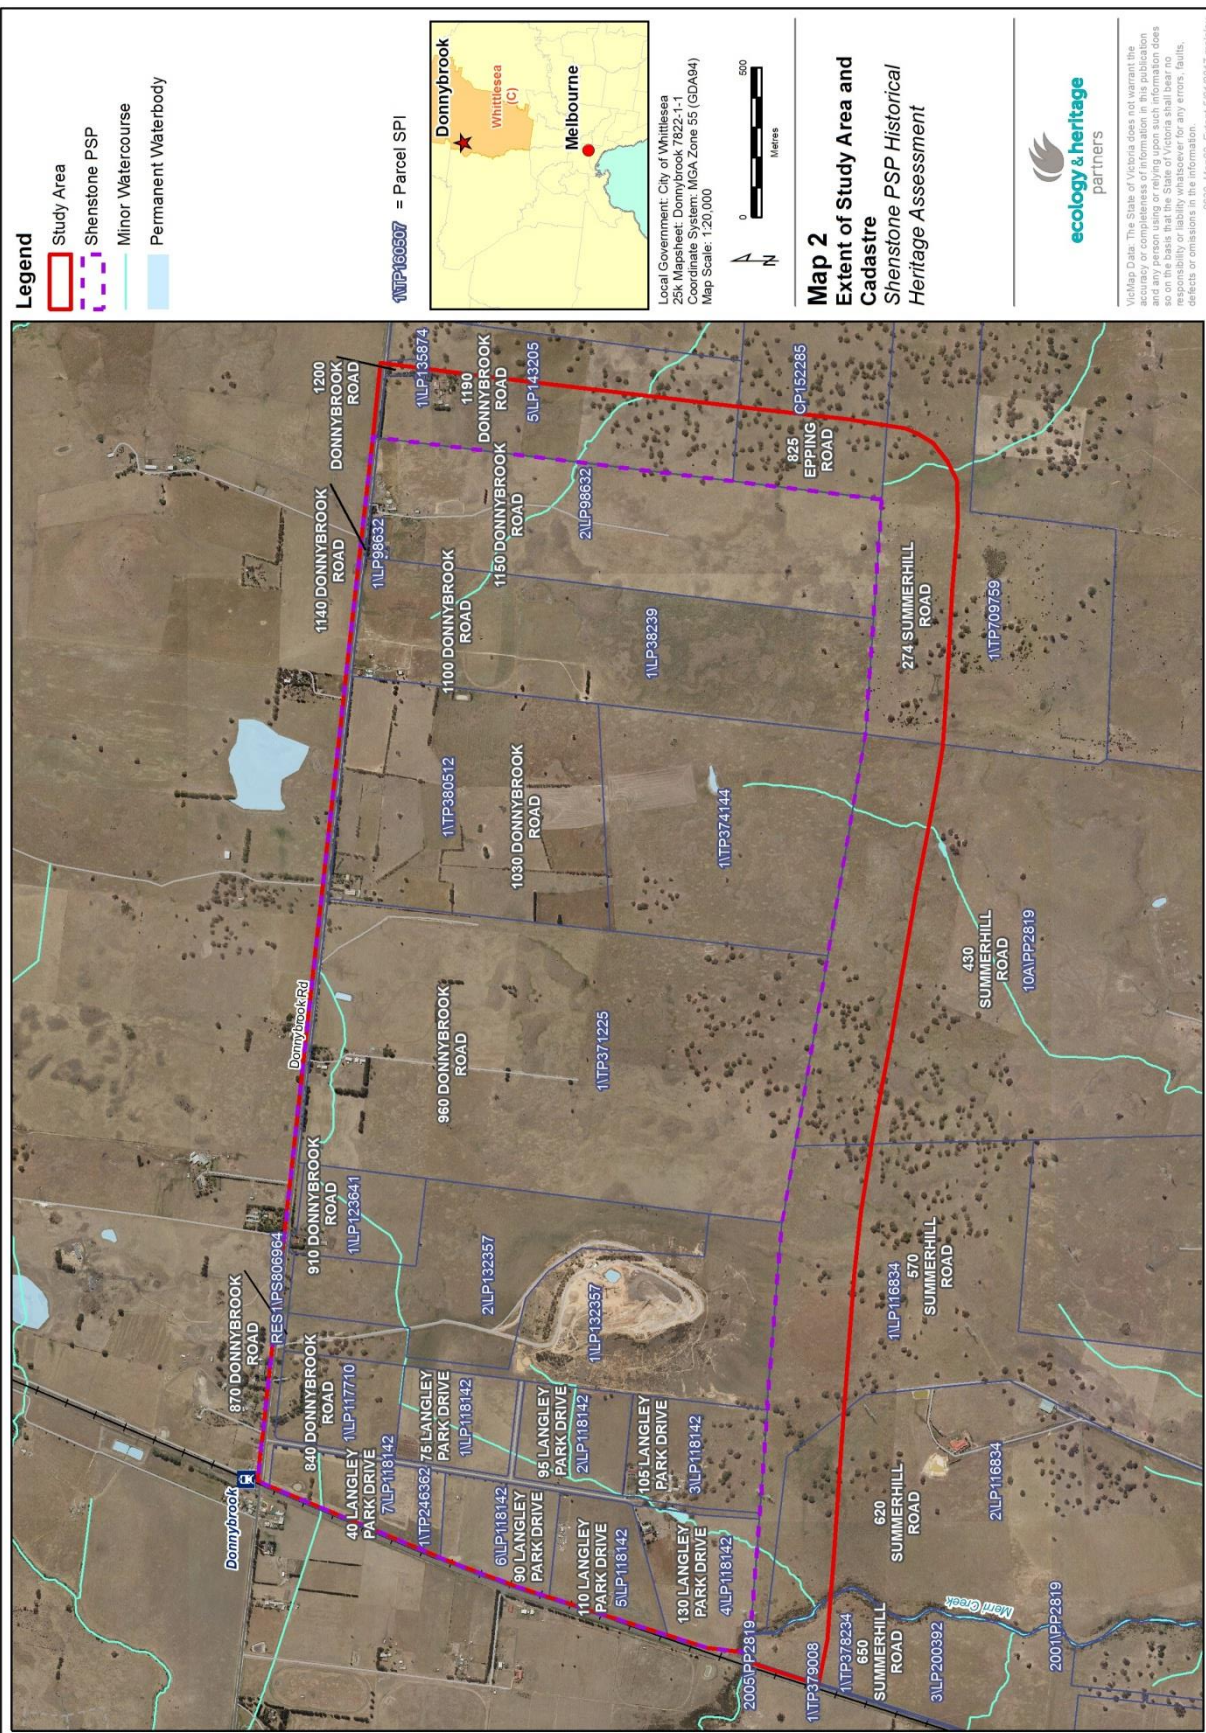 Legend
Study Area
Shenstone PSP
Minor Watercourse
Permanent Waterbody
1\TP160507 = Parcel SPI
Donnybrook
Whittlesea
(C)
Melbourne
Local Government: City of Whittlesea
25k Mapsheet: Donnybrook 7822-1-1
Coordinate System: MGA Zone 55 (GDA94)
Map Scale: 1:20,000
N
0
500
Metres
Map 2
Extent of Study Area and
Cadastre
Shenstone PSP Historical
Heritage Assessment
ecology & heritage
partners
VicMap Data: The State of Victoria does not warrant the
accuracy or completeness of information in this publication
and any person using or relying upon such information does
so on the basis that the State of Victoria shall bear no
responsibility or liability whatsoever for any errors, faults,
defects or omissions in the information.
Donnybrook
870 DONNYBROOK
ROAD
RES1\PS806964
840 DONNYBROOK
ROAD
1\LP117710
40 LANGLEY
PARK DRIVE
7\LP118142
75 LANGLEY
PARK DRIVE
1\LP118142
1\TP246362
6\LP118142
90 LANGLEY
PARK DRIVE
95 LANGLEY
PARK DRIVE
2\LP118142
110 LANGLEY
PARK DRIVE
5\LP118142
105 LANGLEY
PARK DRIVE
3\LP118142
130 LANGLEY
PARK DRIVE
4\LP118142
2005\PP2819
1\TP379008
1\TP378234
650
SUMMERHILL
ROAD
3\LP200392
Merri Creek
2001\PP2819
620
SUMMERHILL
ROAD
2\LP116834
910 DONNYBROOK
ROAD
1\LP123641
2\LP132357
1\LP132357
1\LP116834
570
SUMMERHILL
ROAD
Donnybrook Rd
960 DONNYBROOK
ROAD
1\TP371225
430
SUMMERHILL
ROAD
10A\PP2819
1\TP380512
1030 DONNYBROOK
ROAD
1\TP374144
1140 DONNYBROOK
ROAD
1\LP98632
1100 DONNYBROOK
ROAD
1\LP38239
274 SUMMERHILL
ROAD
1\TP709759
1200
DONNYBROOK
ROAD
1\LP135874
1190
DONNYBROOK
ROAD
5\LP143205
1150 DONNYBROOK
ROAD
2\LP98632
825
EPPING
ROAD
CP152285